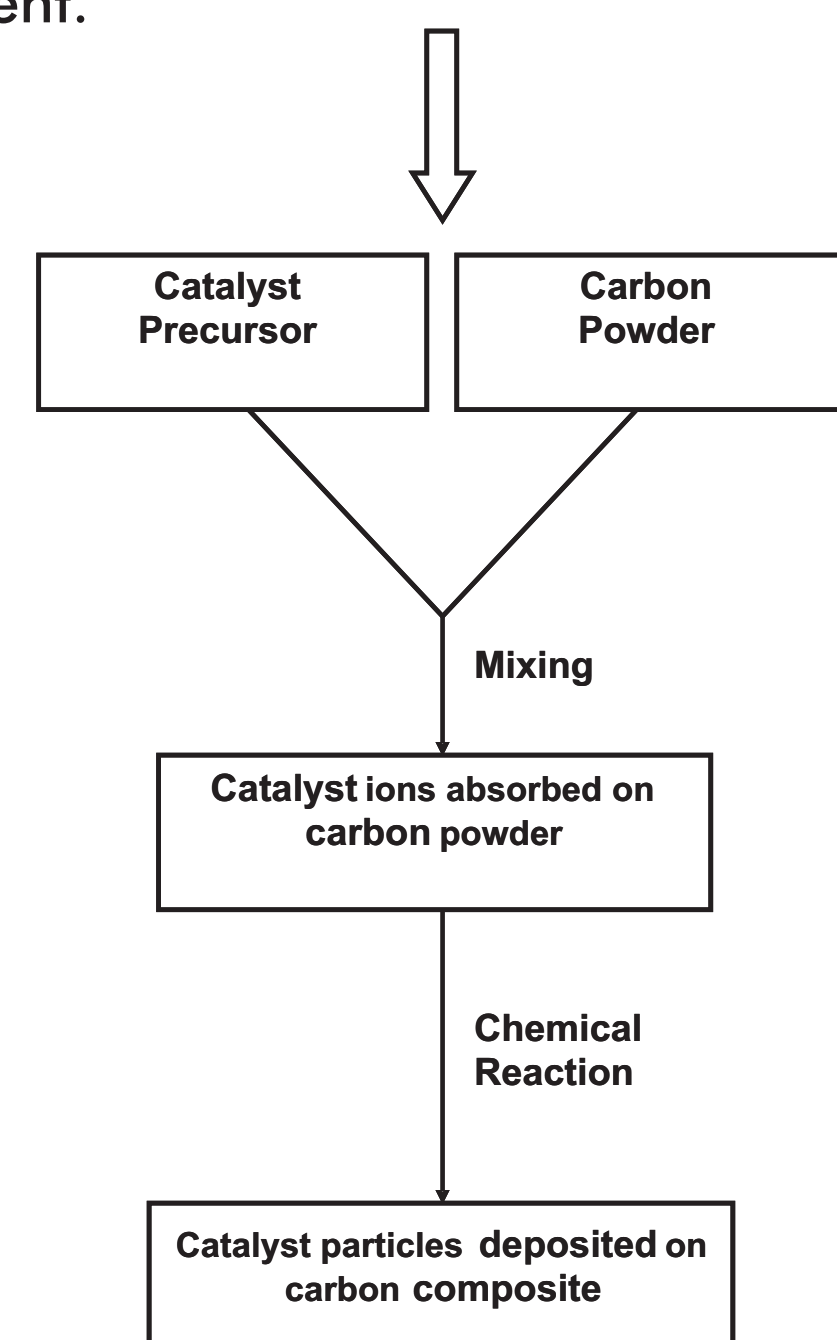 ent.
Catalyst
Precursor
Carbon
Powder
Mixing
Catalyst ions absorbed on
carbon powder
Chemical
Reaction
Catalyst particles deposited on
carbon composite